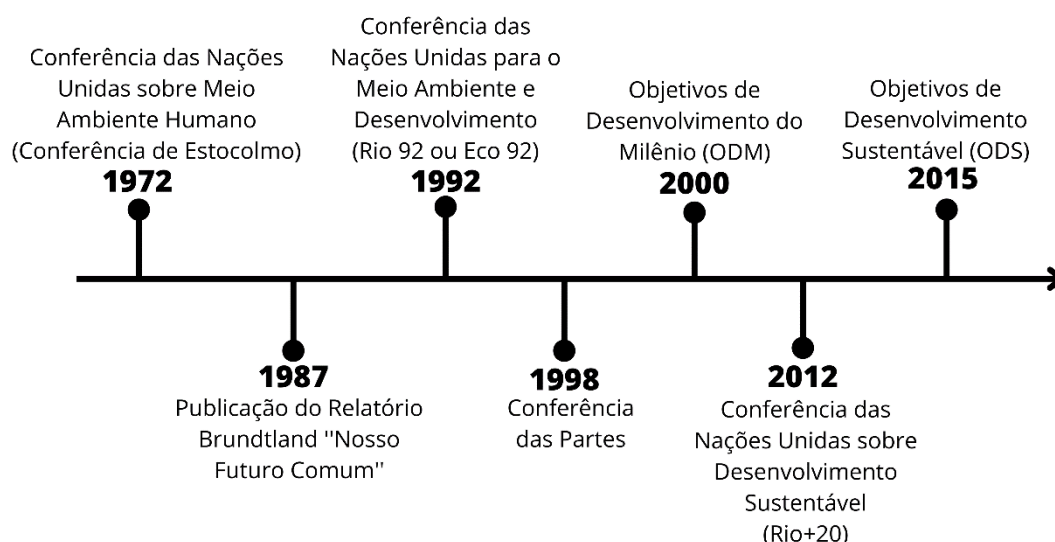 Conferência das Nações
Unidas sobre Meio
Ambiente Humano
(Conferência de Estocolmo)
1972
Publicação do Relatório
Brundtland "Nosso
Futuro Comum"
1987
Conferência das
Nações Unidas para o
Meio Ambiente e
Desenvolvimento
(Rio 92 ou Eco 92)
1992
1998
Conferência
das Partes
Objetivos de
Desenvolvimento do
Milênio (ODM)
2000
2012
Conferência das
Nações Unidas sobre
Desenvolvimento
Sustentável
(Rio+20)
Objetivos de
Desenvolvimento
Sustentável (ODS)
2015